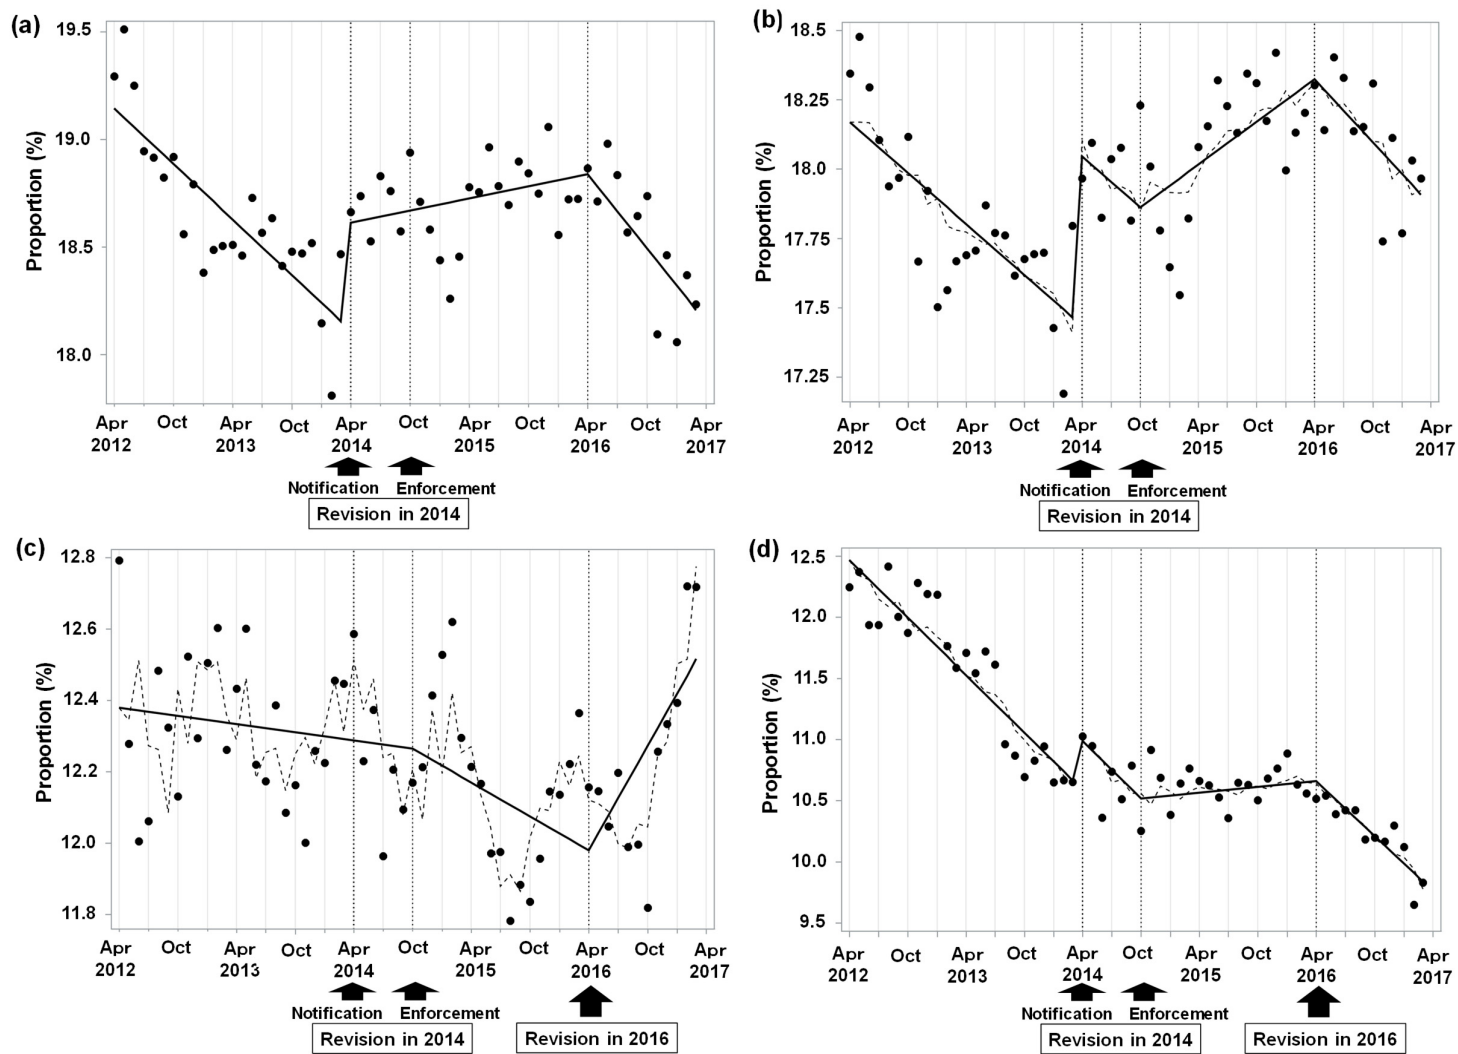 (a)
Proportion (%)
19.5
19.0
18.5
18.0
Apr Oct Apr Oct Apr Oct Apr Oct Apr Oct Apr
2012 2013 2014 2015 2016 2017
Notification Enforcement
Revision in 2014
(b)
Proportion (%)
18.5
18.25
18.0
17.75
17.5
17.25
Apr Oct Apr Oct Apr Oct Apr Oct Apr Oct Apr
2012 2013 2014 2015 2016 2017
Notification Enforcement
Revision in 2014
(c)
Proportion (%)
12.8
12.6
12.4
12.2
12.0
11.8
Apr Oct Apr Oct Apr Oct Apr Oct Apr Oct Apr
2012 2013 2014 2015 2016 2017
Notification Enforcement
Revision in 2014 Revision in 2016
(d)
Proportion (%)
12.5
12.0
11.5
11.0
10.5
10.0
9.5
Apr Oct Apr Oct Apr Oct Apr Oct Apr Oct Apr
2012 2013 2014 2015 2016 2017
Notification Enforcement
Revision in 2014 Revision in 2016